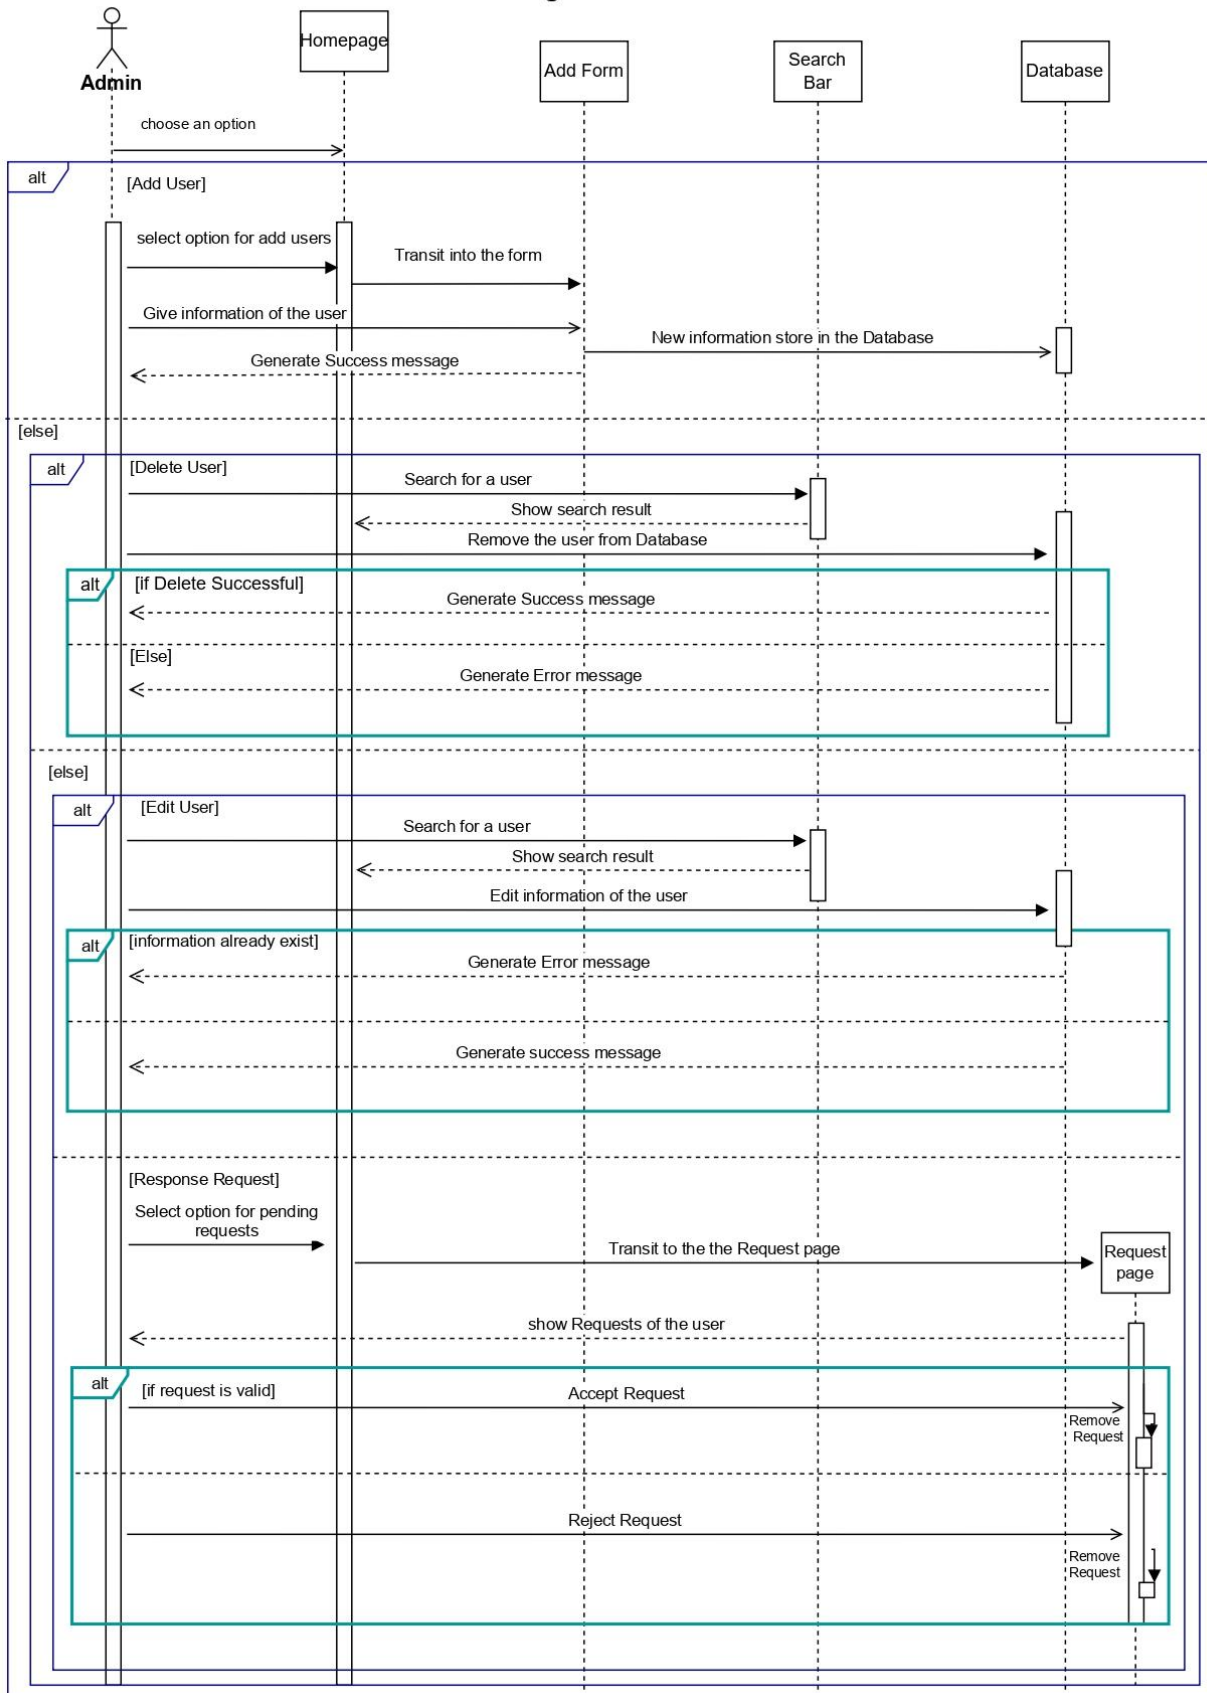 Homepage
Add Form
Search
Bar
Database
Admin
choose an option
alt
[Add User]
select option for add users
Transit into the form
Give information of the user
New information store in the Database
Generate Success message
[else]
alt
[Delete User]
Search for a user
Show search result
Remove the user from Database
alt
[if Delete Successful]
Generate Success message
[Else]
Generate Error message
[else]
alt
[Edit User]
Search for a user
Show search result
Edit information of the user
alt
[information already exist]
Generate Error message
Generate success message
[Response Request]
Select option for pending
requests
Transit to the the Request page
Request
page
show Requests of the user
alt
[if request is valid]
Accept Request
Remove
Request
Reject Request
Remove
Request